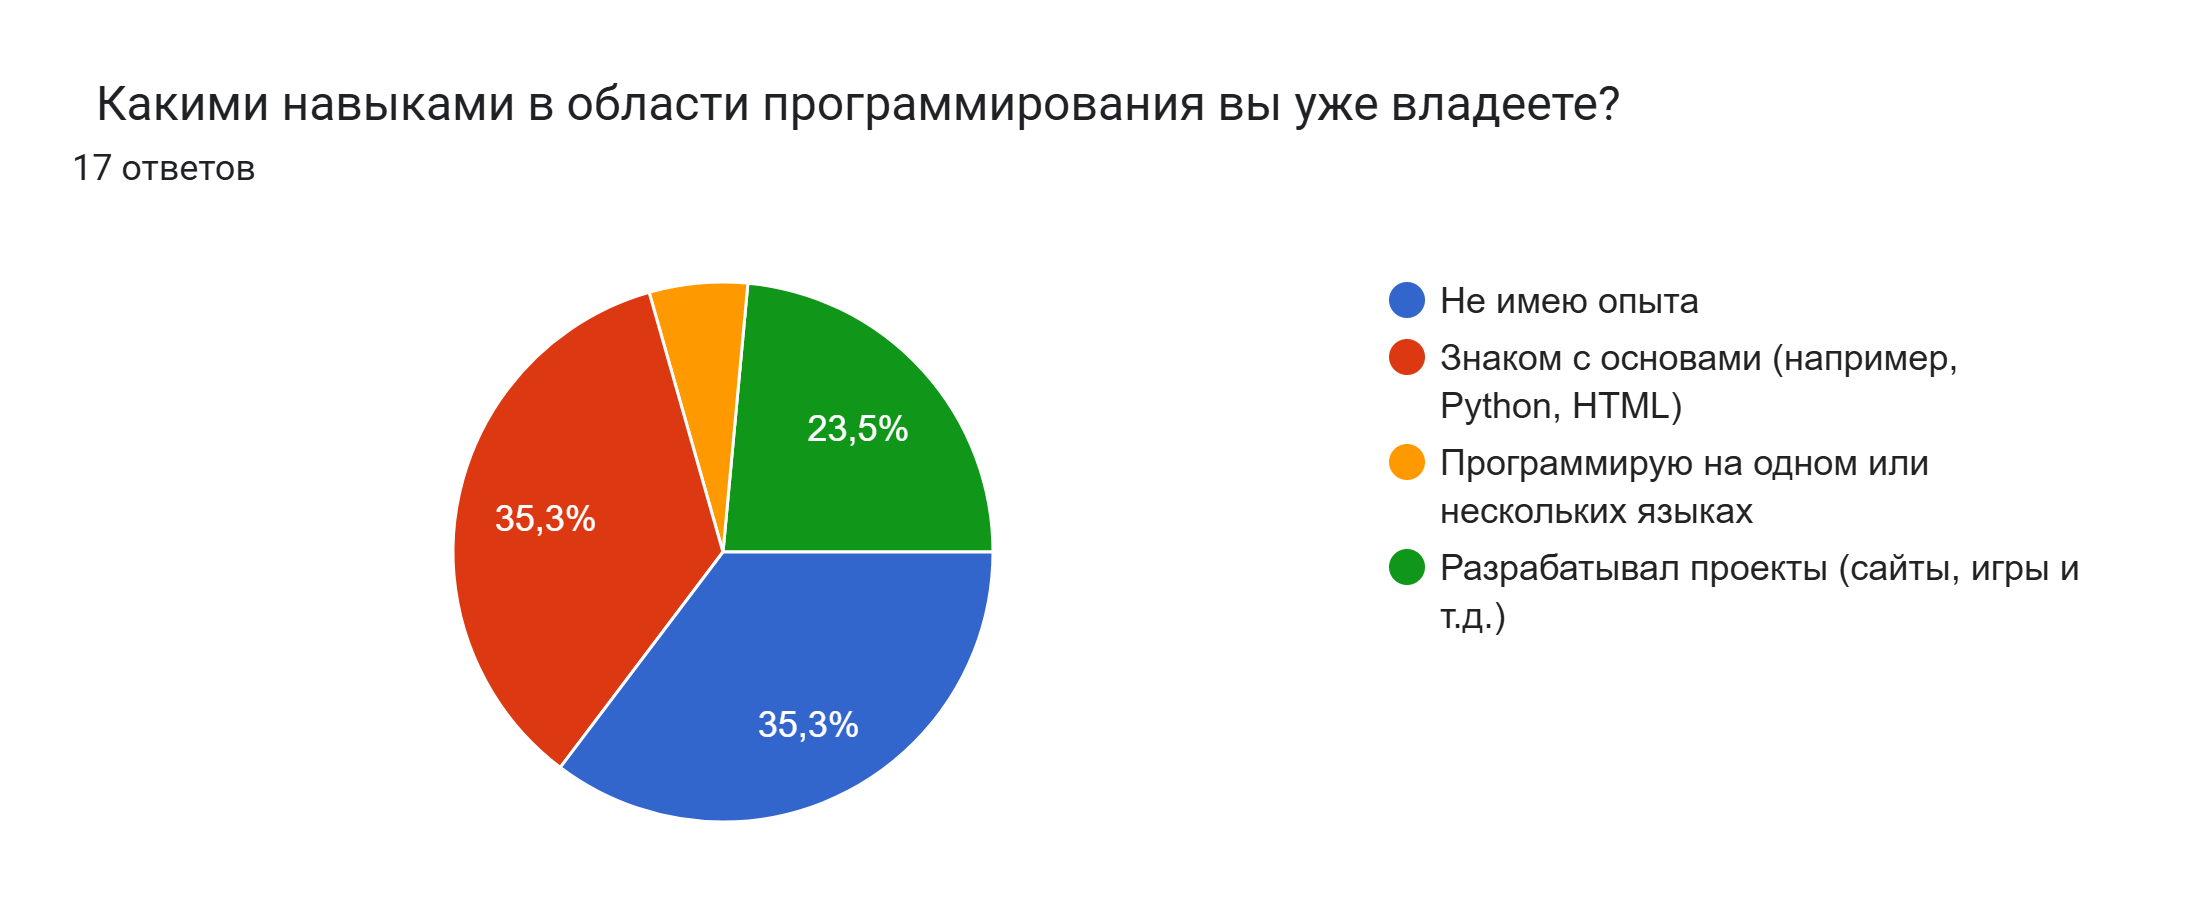 Какими навыками в области программирования вы уже владеете?
17 ответов
23,5%
35,3%
35,3%
Не имею опыта
Знаком с основами (например,
Python, HTML)
Программирую на одном или
нескольких языках
Разрабатывал проекты (сайты, игры и
т.д.)